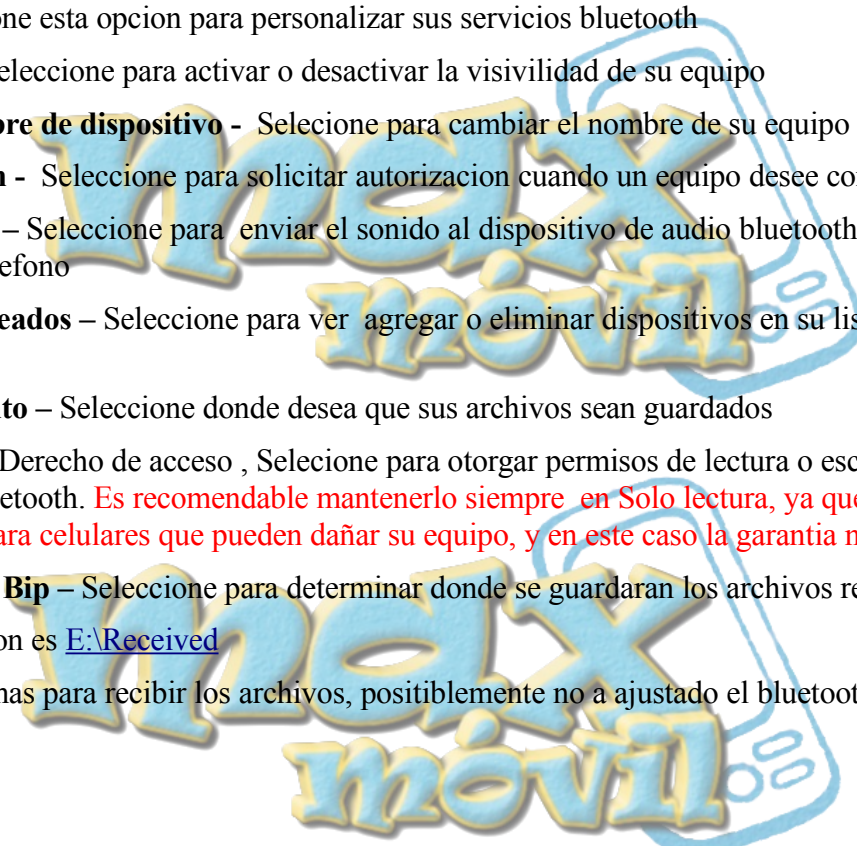 ne esta opcion para personalizar sus servicios bluetooth
eleccione para activar o desactivar la visivilidad de su equipo
bre de dispositivo - Selecione para cambiar el nombre de su equipo
n - Seleccione para solicitar autorizacion cuando un equipo desee co
– Seleccione para enviar el sonido al dispositivo de audio bluetooth
efono
eados – Seleccione para ver agregar o eliminar dispositivos en su lis
to – Seleccione donde desea que sus archivos sean guardados
Derecho de acceso , Selecione para otorgar permisos de lectura o esc
etooth. Es recomendable mantenerlo siempre en Solo lectura, ya que
ara celulares que pueden dañar su equipo, y en este caso la garantia n
Bip – Seleccione para determinar donde se guardaran los archivos re
on es E:\Received
nas para recibir los archivos, positiblemente no a ajustado el bluetoot
max
móvil
max
móvil